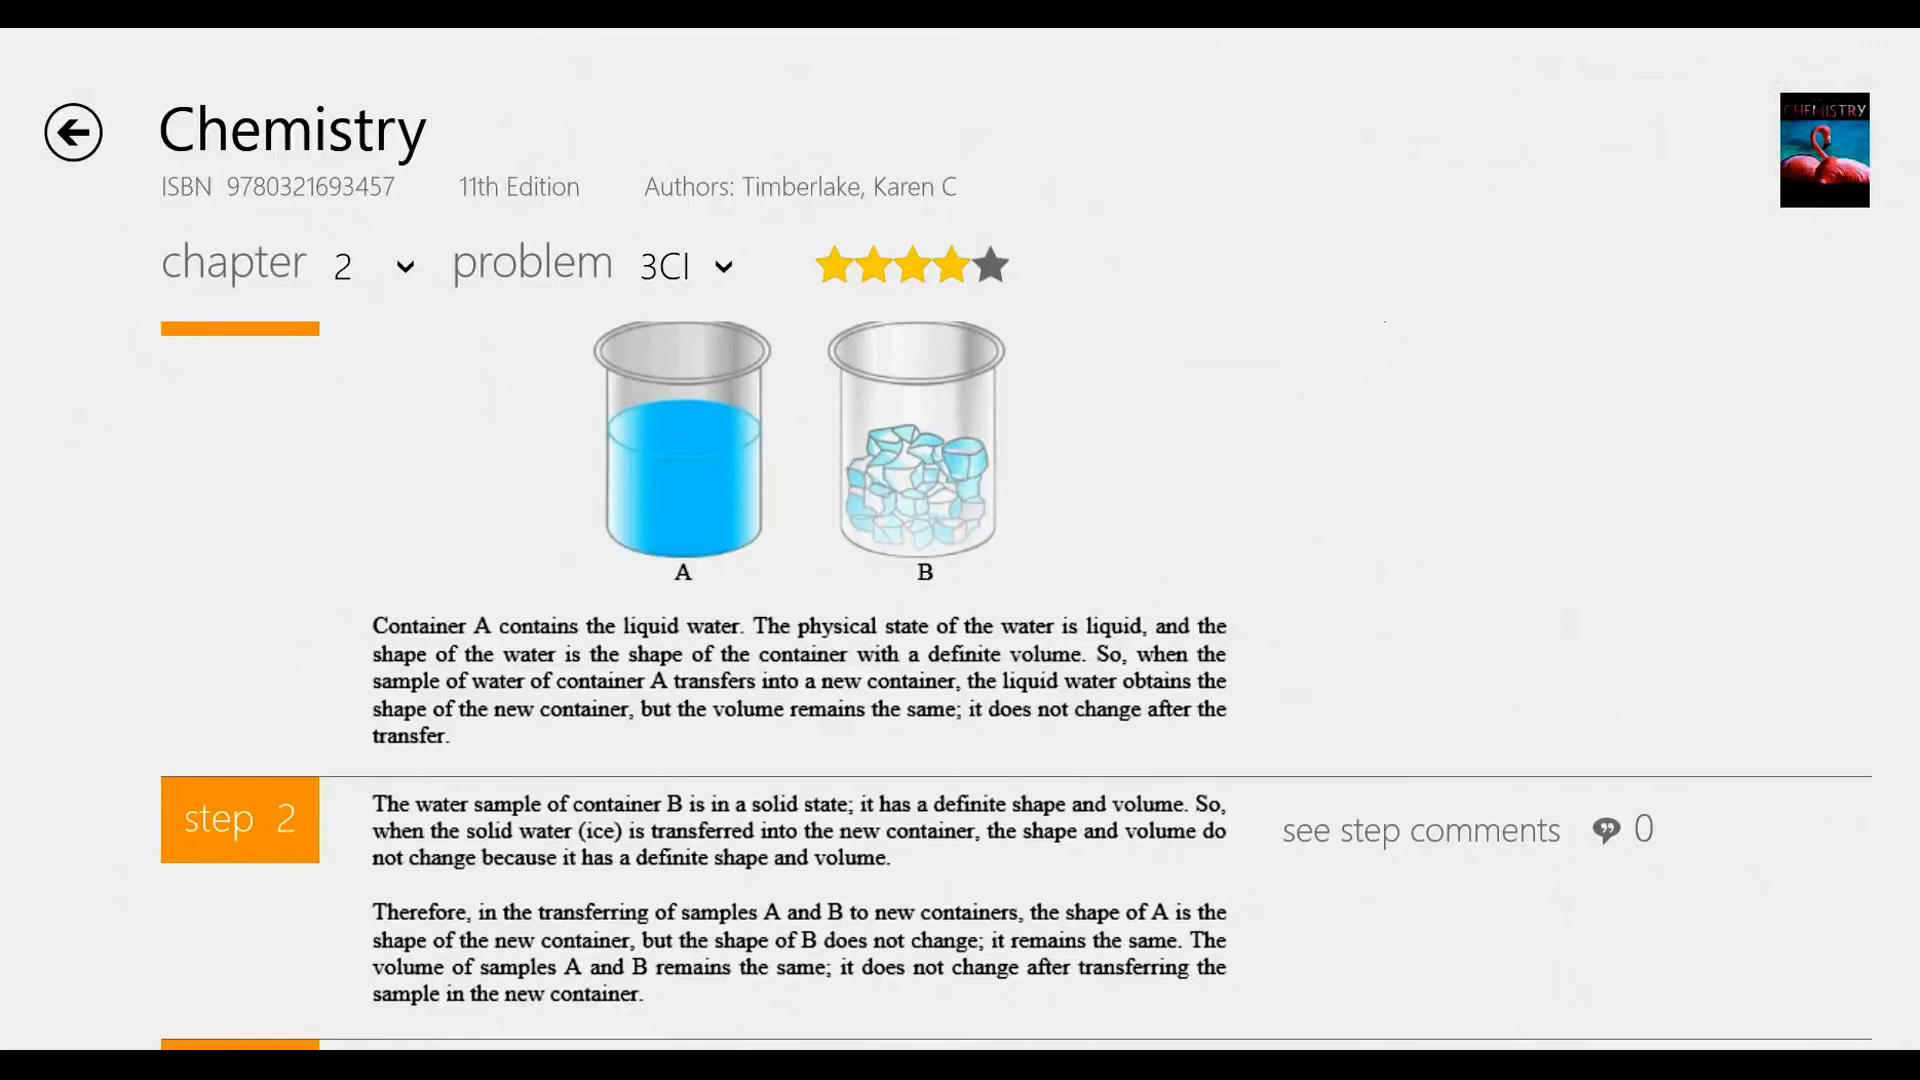 Chemistry
ISBN 9780321693457 11th Edition Authors: Timberlake, Karen C
CHEMISTRY
chapter 2 problem 3CI
A B
Container A contains the liquid water. The physical state of the water is liquid, and the
shape of the water is the shape of the container with a definite volume. So, when the
sample of water of container A transfers into a new container, the liquid water obtains the
shape of the new container, but the volume remains the same; it does not change after the
transfer.
step 2
The water sample of container B is in a solid state; it has a definite shape and volume. So,
when the solid water (ice) is transferred into the new container, the shape and volume do
not change because it has a definite shape and volume.
see step comments 0
Therefore, in the transferring of samples A and B to new containers, the shape of A is the
shape of the new container, but the shape of B does not change; it remains the same. The
volume of samples A and B remains the same; it does not change after transferring the
sample in the new container.